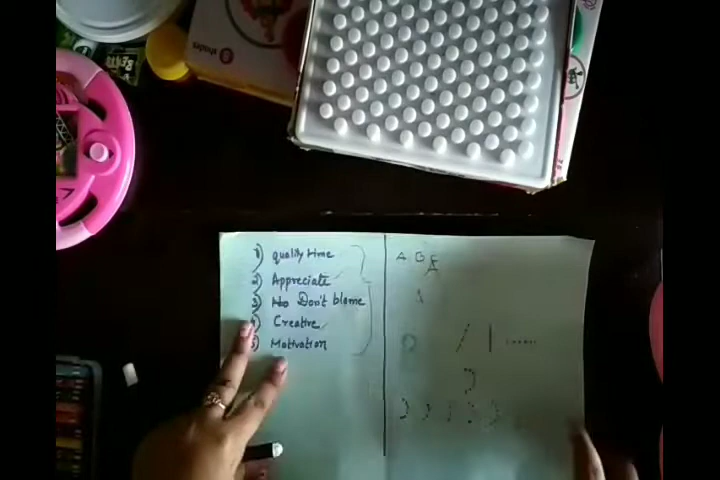 1) quality time
2) Appreciate
3) No Don't blame
4) Creative
5) Motivation
A B
A